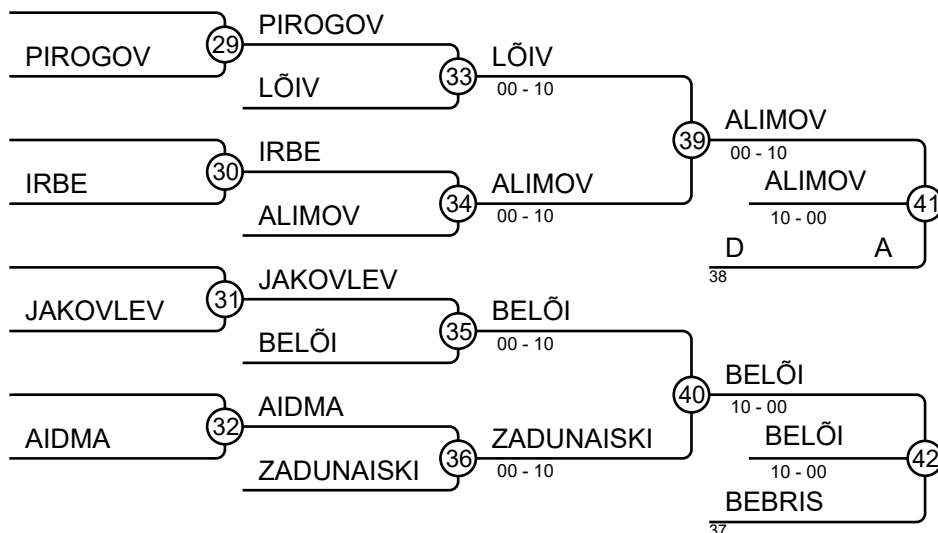 PIROGOV
29
PIROGOV
LÕIV
33
LÕIV
00 - 10
IRBE
30
IRBE
ALIMOV
34
ALIMOV
00 - 10
39
ALIMOV
00 - 10
ALIMOV
10 - 00
41
D A
38
JAKOVLEV
31
JAKOVLEV
BELÕI
35
BELÕI
00 - 10
AIDMA
32
AIDMA
ZADUNAISKI
36
ZADUNAISKI
00 - 10
40
BELÕI
10 - 00
BELÕI
10 - 00
42
BEBRIS
37